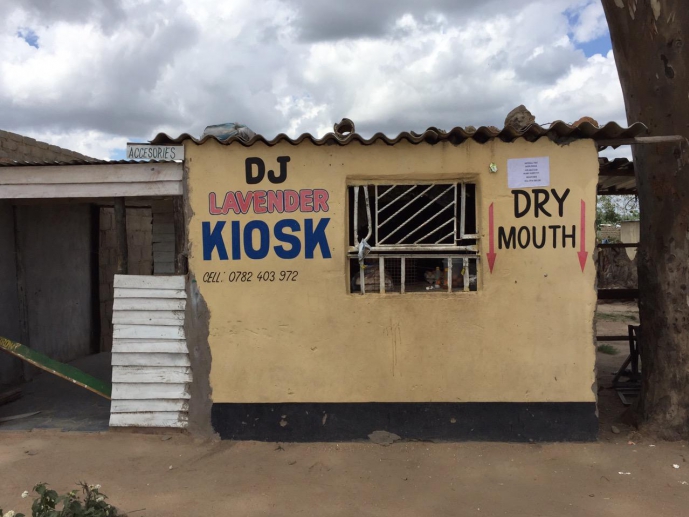 ACCESORIES
DJ
LAVENDER
KIOSK
CELL: 0782 403 972
DRY
MOUTH